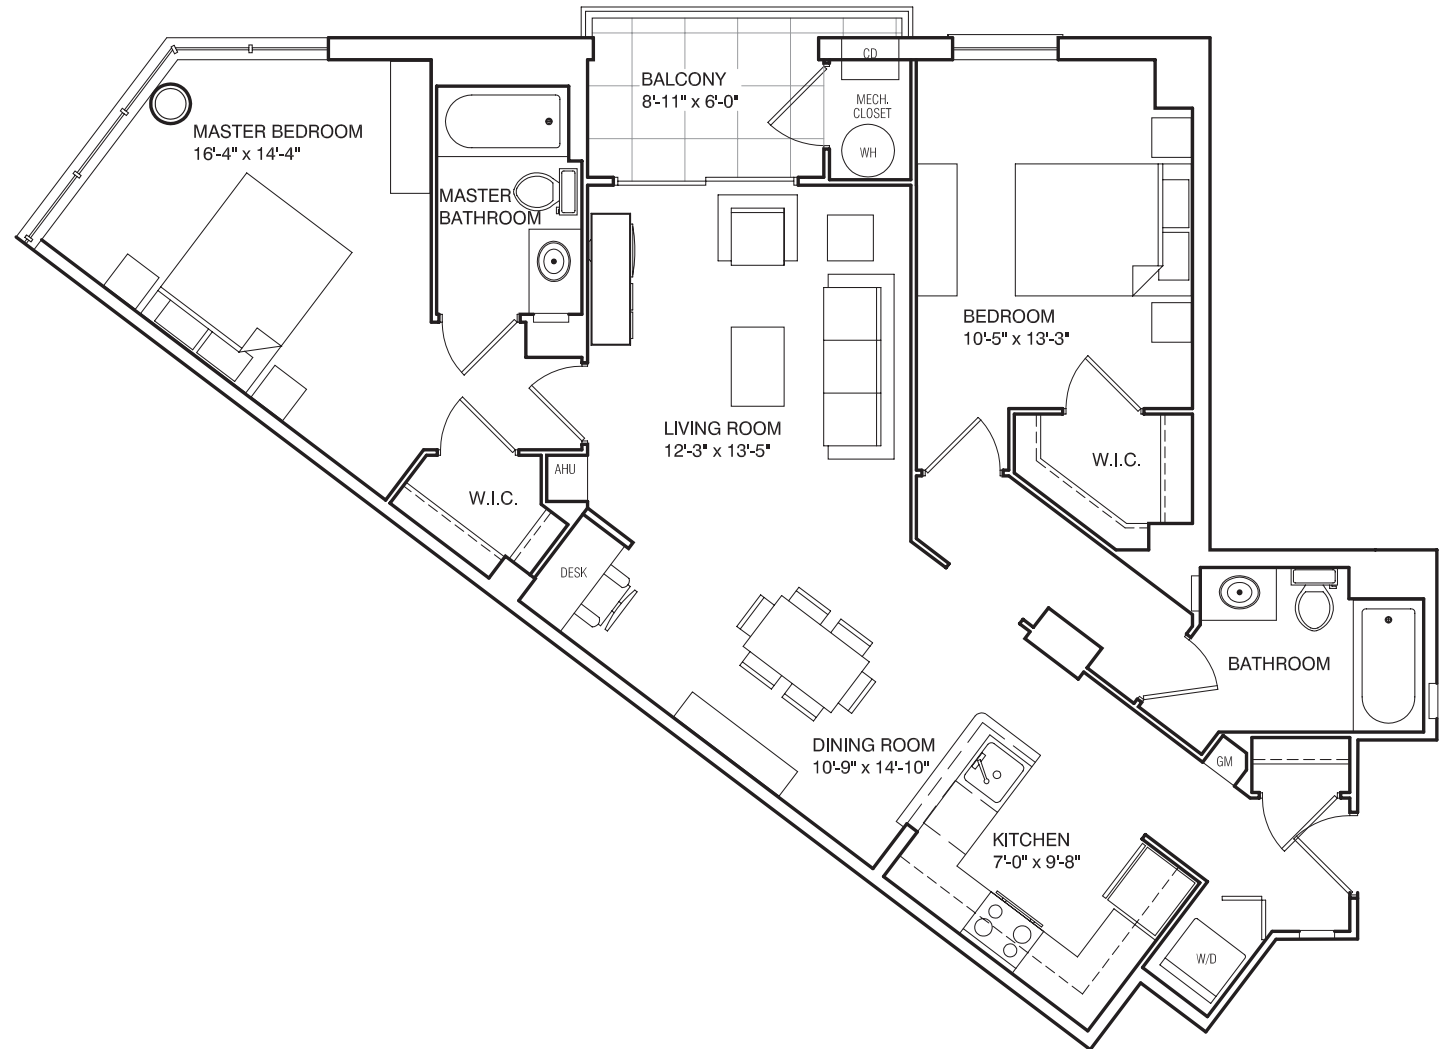 CD
BALCONY
8'-11" x 6'-0"
MECH.
CLOSET
WH
MASTER BEDROOM
16'-4" x 14'-4"
MASTER
BATHROOM
BEDROOM
10'-5" x 13'-3"
LIVING ROOM
12'-3" x 13'-5"
W.I.C.
AHU
W.I.C.
DESK
BATHROOM
DINING ROOM
10'-9" x 14'-10"
GM
KITCHEN
7'-0" x 9'-8"
W/D